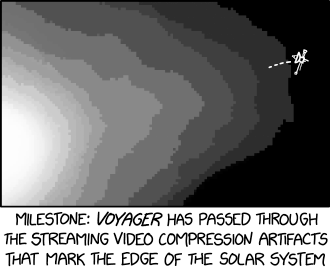 MILESTONE: VOYAGER HAS PASSED THROUGH
THE STREAMING VIDEO COMPRESSION ARTIFACTS
THAT MARK THE EDGE OF THE SOLAR SYSTEM